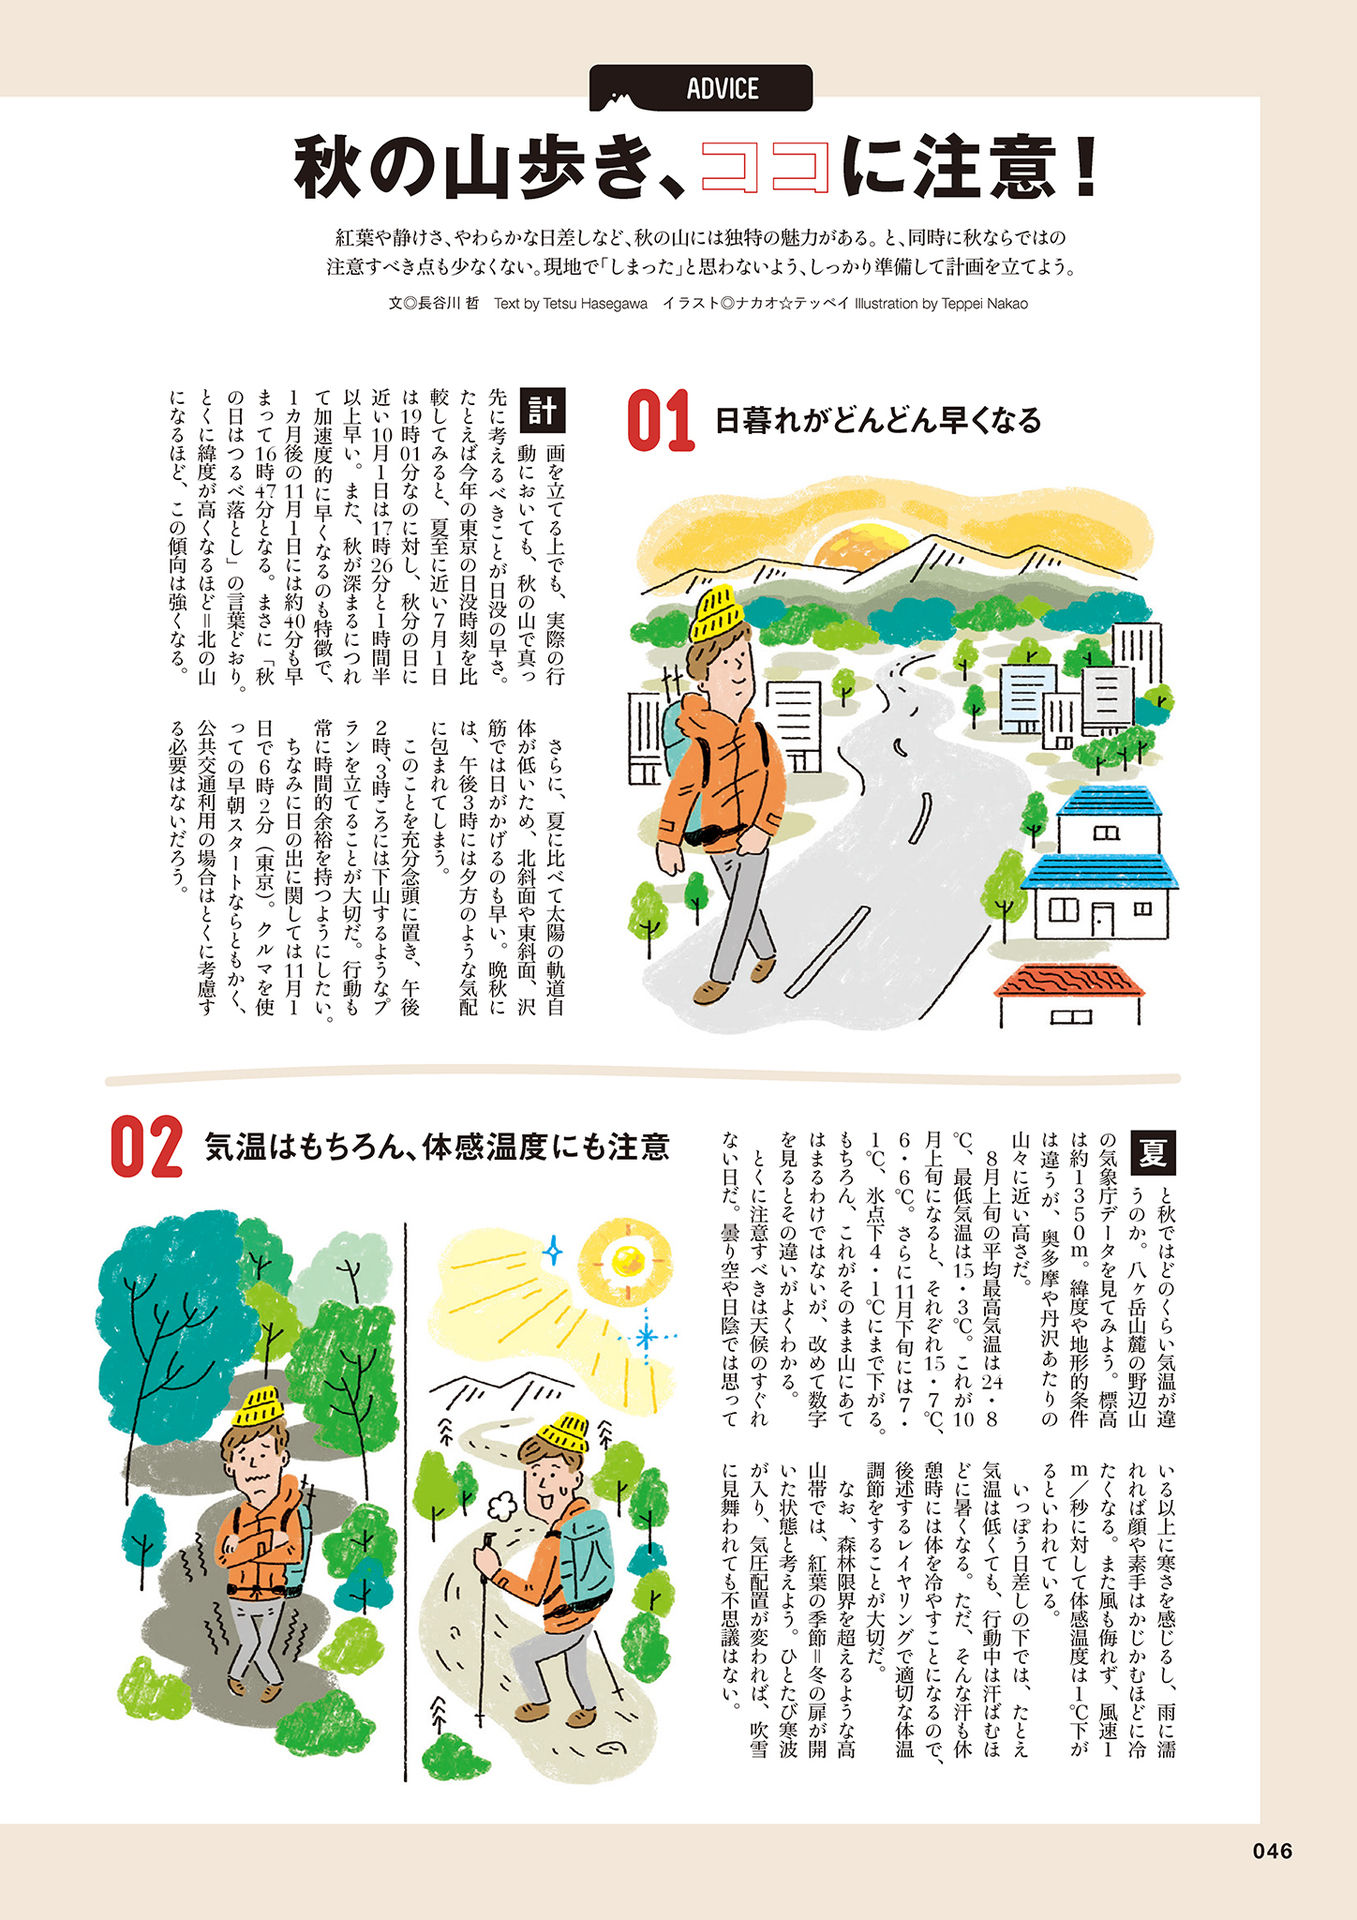 ADVICE
秋の山歩き、ココに注意！
紅葉や静けさ、やわらかな日差しなど、秋の山には独特の魅力がある。と、同時に秋ならではの
注意すべき点も少なくない。現地で「しまった」と思わないよう、しっかり準備して計画を立てよう。
文◎長谷川 哲　Text by Tetsu Hasegawa　イラスト◎ナカオ☆テッペイ Illustration by Teppei Nakao
01 日暮れがどんどん早くなる
計画を立てる上でも、実際の行
動においても、秋の山で真っ
先に考えるべきことが日没の早さ。
たとえば今年の東京の日没時刻を比
較してみると、夏至に近い7月1日
は19時01分なのに対し、秋分の日に
近い10月1日は17時26分と1時間半
以上早い。また、秋が深まるにつれ
て加速度的に早くなるのも特徴で、
1カ月後の11月1日には約40分も早
まって16時47分となる。まさに「秋
の日はつるべ落とし」の言葉どおり。
とくに緯度が高くなるほど＝北の山
になるほど、この傾向は強くなる。
さらに、夏に比べて太陽の軌道自
体が低いため、北斜面や東斜面、沢
筋では日がかげるのも早い。晩秋に
は、午後3時には夕方のような気配
に包まれてしまう。
このことを充分念頭に置き、午後
2時、3時ころには下山するようなプ
ランを立てることが大切だ。行動も
常に時間的余裕を持つようにしたい。
ちなみに日の出に関しては11月1
日で6時2分（東京）。クルマを使
っての早朝スタートならともかく、
公共交通利用の場合はとくに考慮す
る必要はないだろう。
02 気温はもちろん、体感温度にも注意
夏と秋ではどのくらい気温が違
うのか。八ヶ岳山麓の野辺山
の気象庁データを見てみよう。標高
は約1350m。緯度や地形的条件
は違うが、奥多摩や丹沢あたりの
山々に近い高さだ。
8月上旬の平均最高気温は24・8
℃、最低気温は15・3℃。これが10
月上旬になると、それぞれ15・7℃、
6・6℃。さらに11月下旬には7・
1℃、氷点下4・1℃にまで下がる。
もちろん、これがそのまま山にあて
はまるわけではないが、改めて数字
を見るとその違いがよくわかる。
とくに注意すべきは天候のすぐれ
ない日だ。曇り空や日陰では思って
いる以上に寒さを感じるし、雨に濡
れれば顔や素手はかじかむほどに冷
たくなる。また風も侮れず、風速1
m／秒に対して体感温度は1℃下が
るといわれている。
いっぽう日差しの下では、たとえ
気温は低くても、行動中は汗ばむほ
どに暑くなる。ただ、そんな汗も休
憩時には体を冷やすことになるので、
後述するレイヤリングで適切な体温
調節をすることが大切だ。
なお、森林限界を超えるような高
山帯では、紅葉の季節＝冬の扉が開
いた状態と考えよう。ひとたび寒波
が入り、気圧配置が変われば、吹雪
に見舞われても不思議はない。
046